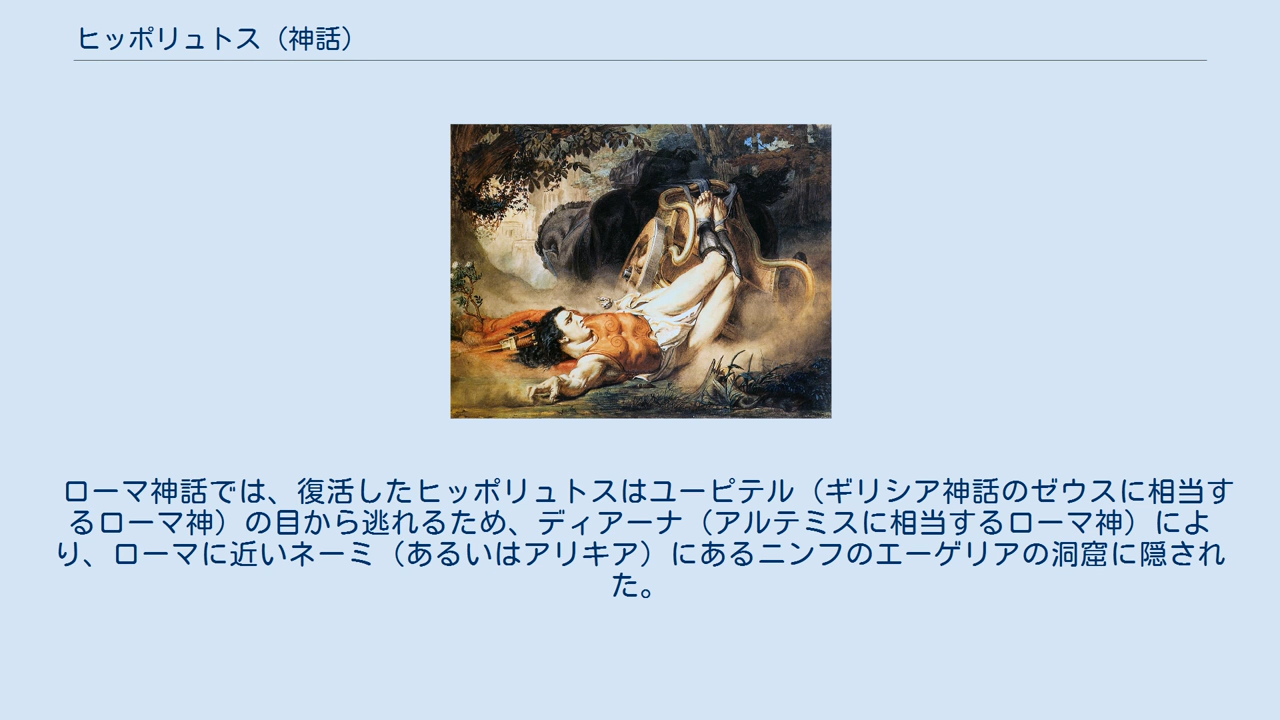 ヒッポリュトス（神話）
ローマ神話では、復活したヒッポリュトスはユーピテル（ギリシア神話のゼウスに相当す
るローマ神）の目から逃れるため、ディアーナ（アルテミスに相当するローマ神）によ
り、ローマに近いネーミ（あるいはアリキア）にあるニンフのエーゲリアの洞窟に隠され
た。